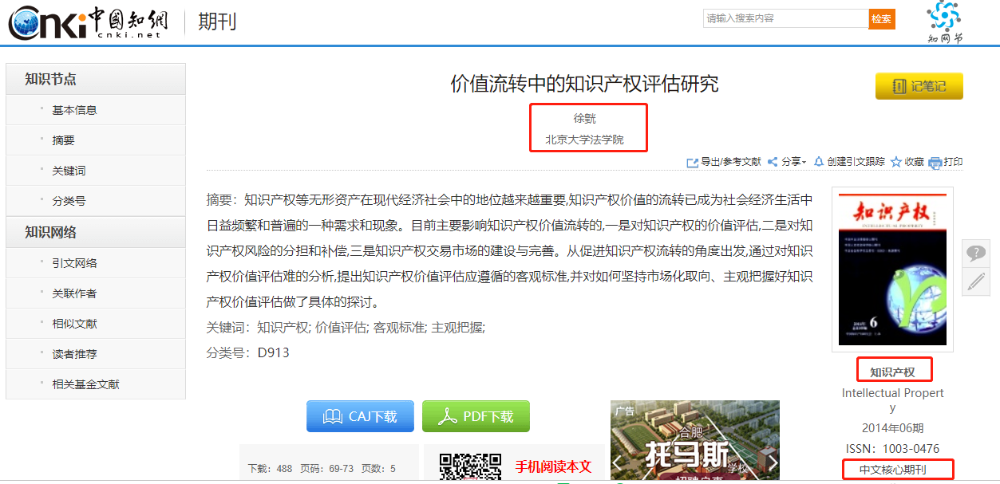 Cnki中國知網
cnki.net
期刊
请输入搜索内容
检索
知网节
知识节点
基本信息
摘要
关键词
分类号
知识网络
引文网络
关联作者
相似文献
读者推荐
相关基金文献
价值流转中的知识产权评估研究
记笔记
徐㿠
北京大学法学院
导出/参考文献 分享 创建引文跟踪 收藏 打印
摘要：知识产权等无形资产在现代经济社会中的地位越来越重要,知识产权价值的流转已成为社会经济生活中
日益频繁和普遍的一种需求和现象。目前主要影响知识产权价值流转的,一是对知识产权的价值评估,二是对知
识产权风险的分担和补偿,三是知识产权交易市场的建设与完善。从促进知识产权流转的角度出发,通过对知识
产权价值评估难的分析,提出知识产权价值评估应遵循的客观标准,并对如何坚持市场化取向、主观把握好知识
产权价值评估做了具体的探讨。
关键词：知识产权; 价值评估; 客观标准; 主观把握;
分类号：D913
CAJ下载
PDF下载
下载：488 页码：69-73 页数：5
手机阅读本文
广告
合肥
托马斯
学校
招聘启事
知识产权
INTELLECTUAL PROPERTY
6
知识产权
Intellectual Propert
y
2014年06期
ISSN：1003-0476
中文核心期刊